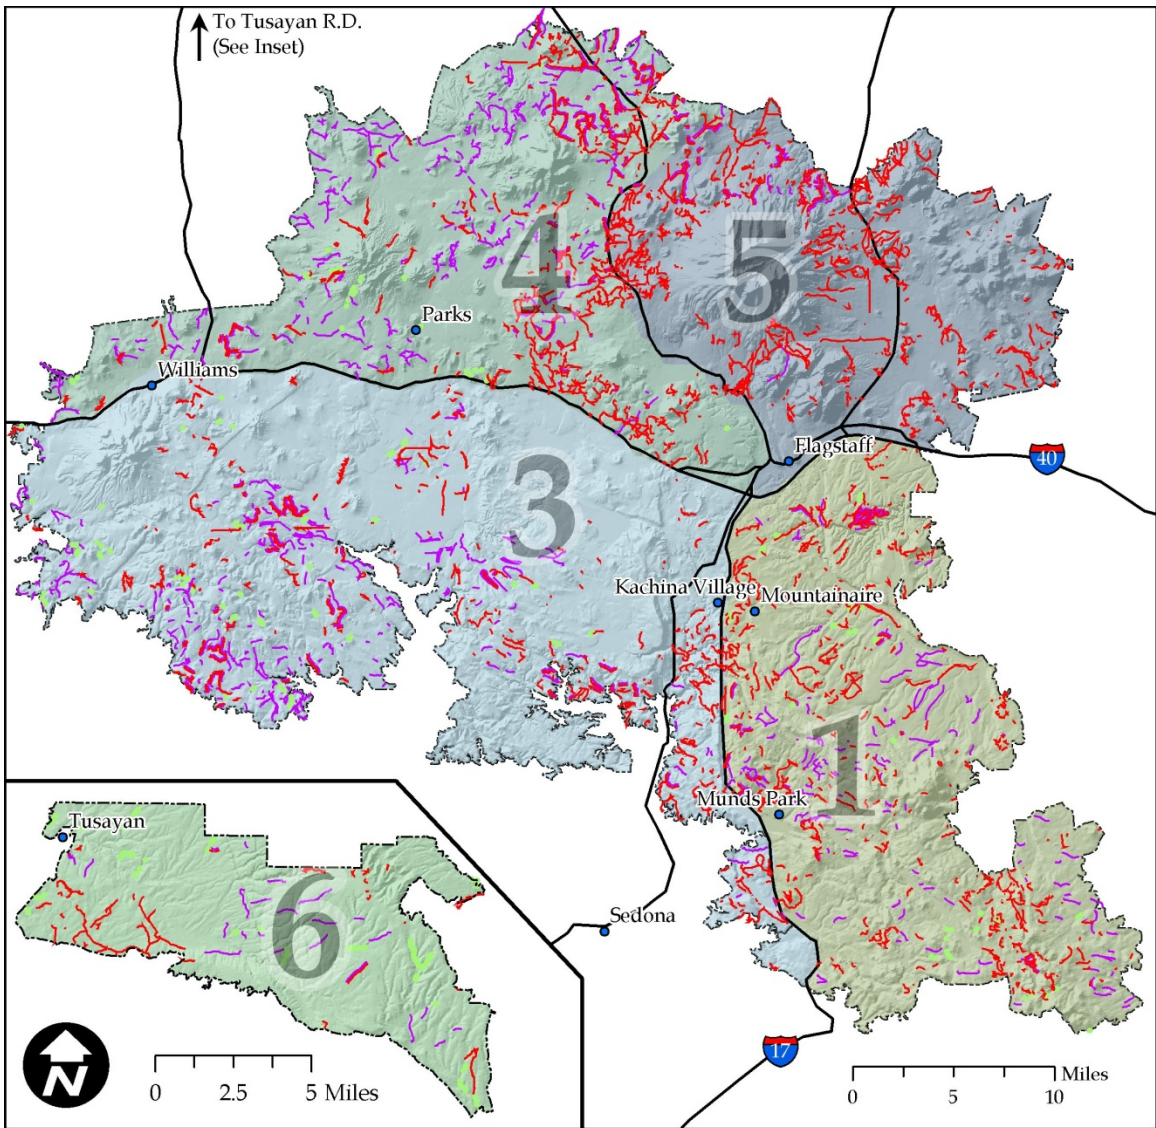 To Tusayan R.D.
(See Inset)
4
5
Parks
Williams
Flagstaff
40
3
Kachina Village
Mountainaire
1
Munds Park
Tusayan
6
Sedona
N
0 2.5 5 Miles
17
Miles
0 5 10